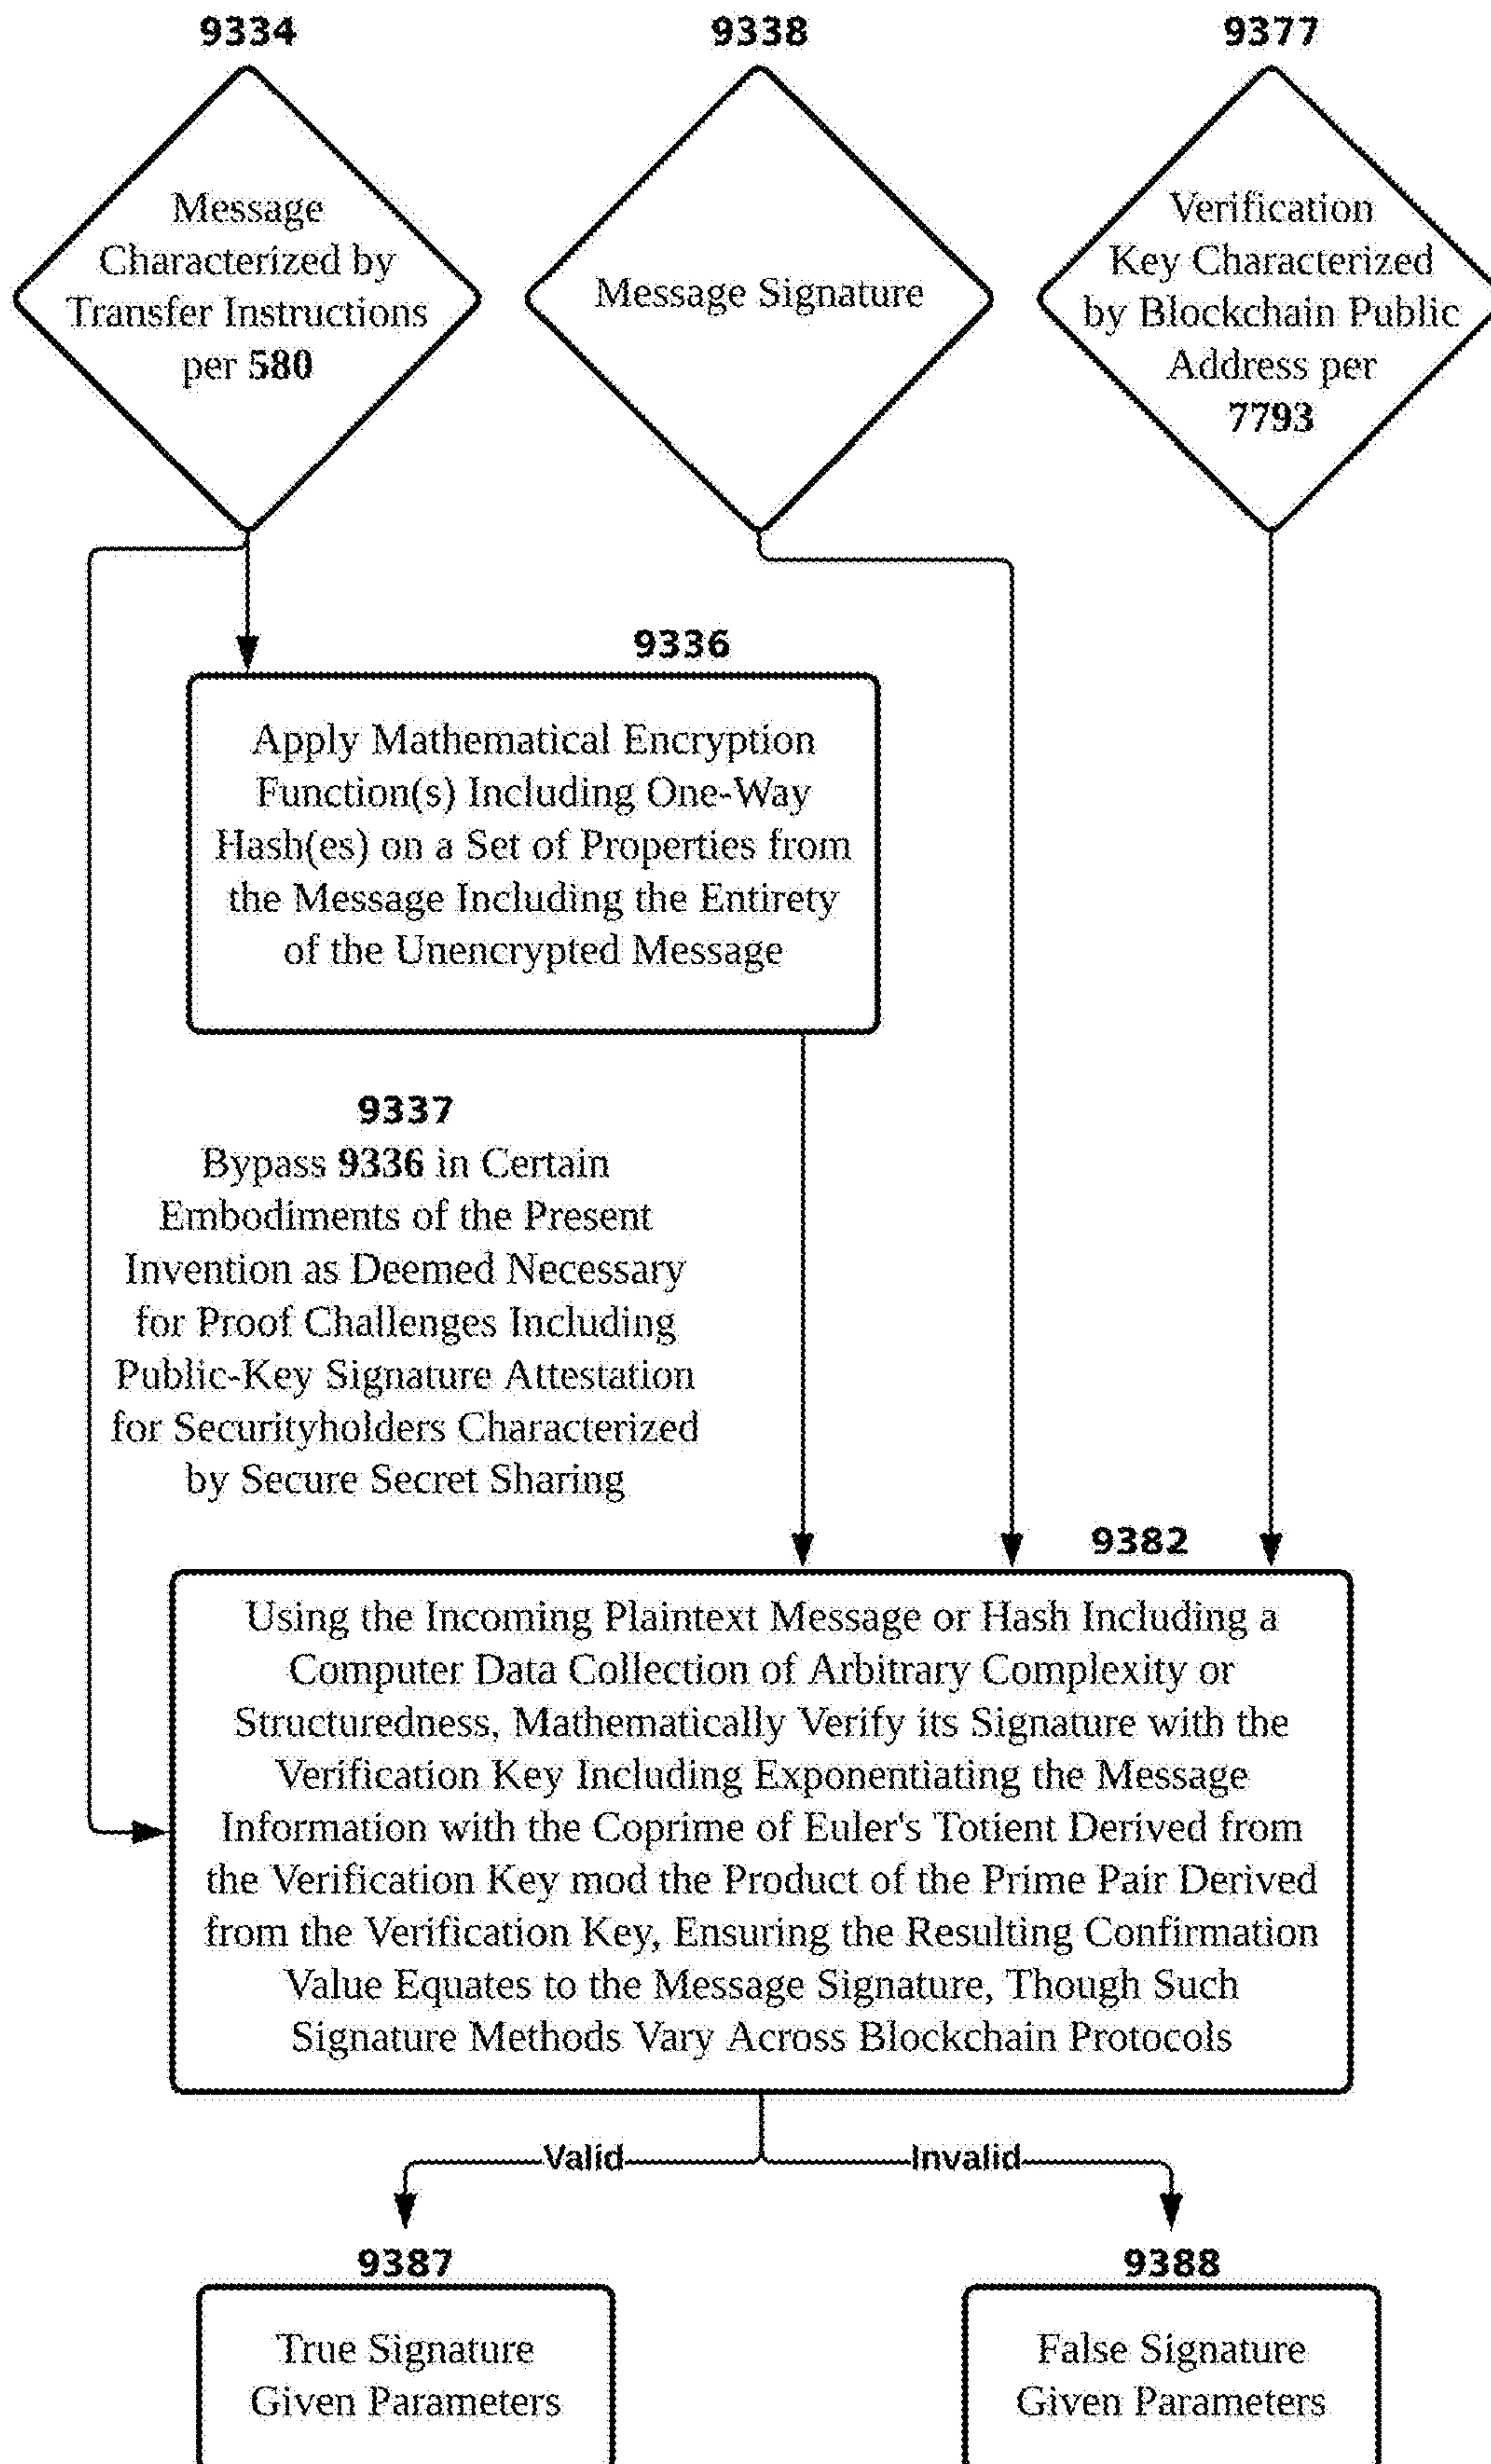 9334
9338
9377
Message
Characterized by
Transfer Instructions
per 580
Message Signature
Verification
Key Characterized
by Blockchain Public
Address per
7793
9336
Apply Mathematical Encryption
Function(s) Including One-Way
Hash(es) on a Set of Properties from
the Message Including the Entirety
of the Unencrypted Message
9337
Bypass 9336 in Certain
Embodiments of the Present
Invention as Deemed Necessary
for Proof Challenges Including
Public-Key Signature Attestation
for Securityholders Characterized
by Secure Secret Sharing
9382
Using the Incoming Plaintext Message or Hash Including a
Computer Data Collection of Arbitrary Complexity or
Structuredness, Mathematically Verify its Signature with the
Verification Key Including Exponentiating the Message
Information with the Coprime of Euler's Totient Derived from
the Verification Key mod the Product of the Prime Pair Derived
from the Verification Key, Ensuring the Resulting Confirmation
Value Equates to the Message Signature, Though Such
Signature Methods Vary Across Blockchain Protocols
Valid
Invalid
9387
9388
True Signature
Given Parameters
False Signature
Given Parameters